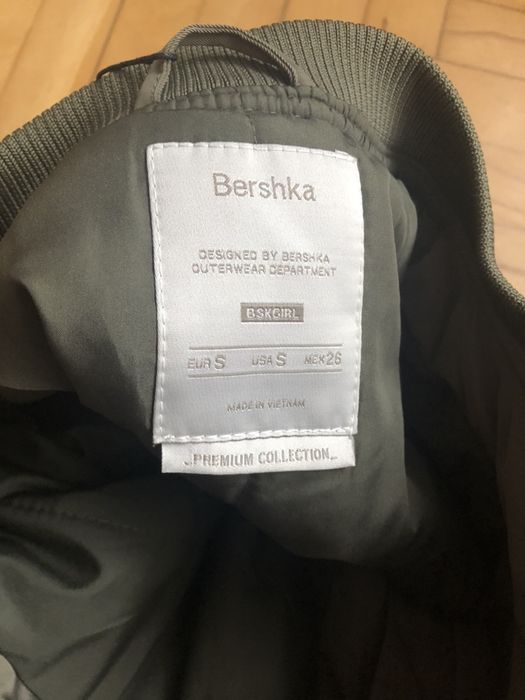 Bershka
DESIGNED BY BERSHKA
OUTERWEAR DEPARTMENT
BSKGIRL
EUR S USA S MEX 26
MADE IN VIETNAM
PREMIUM COLLECTION